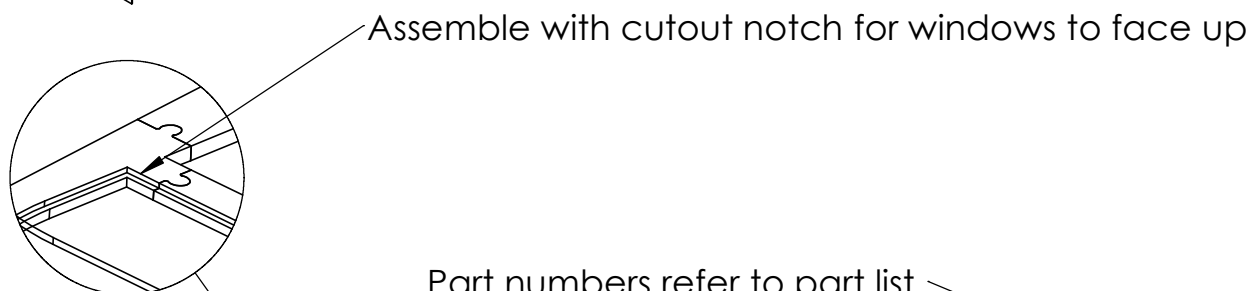 Assemble with cutout notch for windows to face up
Part numbers refer to part list